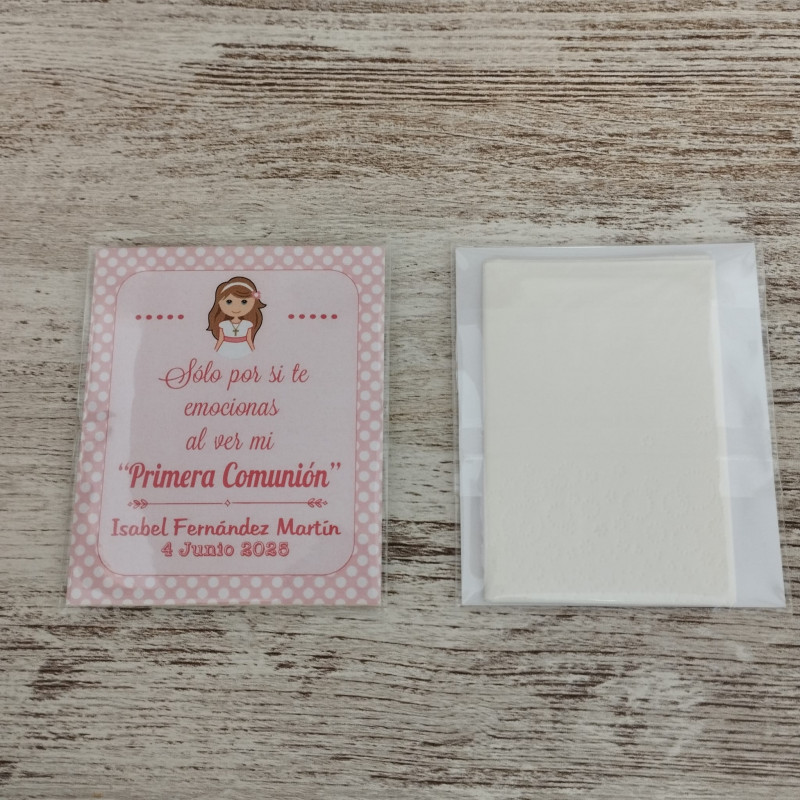 Sólo por si te
emocionas
al ver mi
“Primera Comunión”
Isabel Fernández Martín
4 Junio 2025